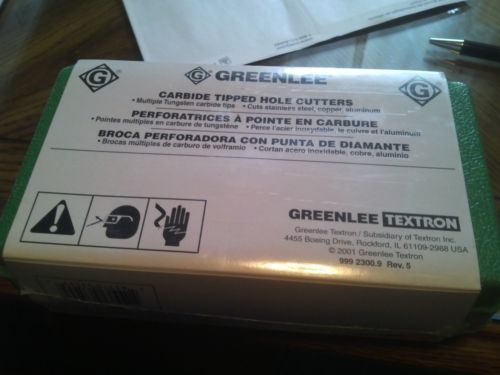 G G GREENLEE® G
CARBIDE TIPPED HOLE CUTTERS
• Multiple Tungsten carbide tips • Cuts stainless steel, copper, aluminum
PERFORATRICES À POINTE EN CARBURE
• Pointes multiples en carbure de tungstène • Perce l'acier inoxydable, le cuivre et l'aluminum
BROCA PERFORADORA CON PUNTA DE DIAMANTE
• Brocas múltiples de carburo de volframio • Cortan acero inoxidable, cobre, aluminio
GREENLEE TEXTRON
Greenlee Textron / Subsidiary of Textron Inc.
4455 Boeing Drive, Rockford, IL 61109-2988 USA
© 2001 Greenlee Textron
999 2300.9 Rev. 5